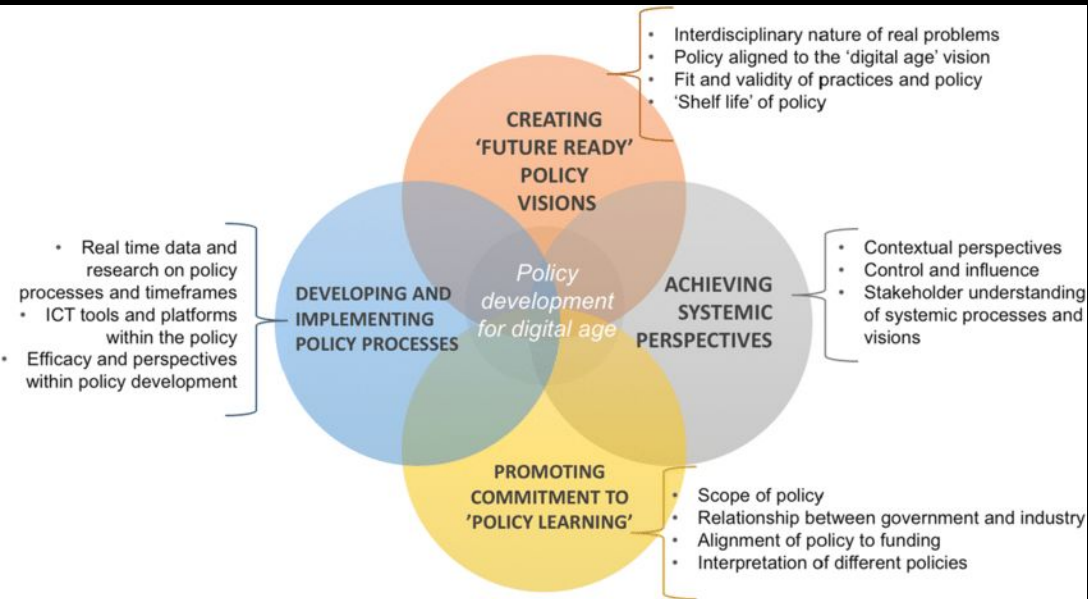 • Interdisciplinary nature of real problems
• Policy aligned to the ‘digital age’ vision
• Fit and validity of practices and policy
• ‘Shelf life’ of policy
CREATING
‘FUTURE READY’
POLICY
VISIONS
• Real time data and
research on policy
processes and timeframes
• ICT tools and platforms
within the policy
• Efficacy and perspectives
within policy development
DEVELOPING AND
IMPLEMENTING
POLICY PROCESSES
Policy
development
for digital age
ACHIEVING
SYSTEMIC
PERSPECTIVES
• Contextual perspectives
• Control and influence
• Stakeholder understanding
of systemic processes and
visions
PROMOTING
COMMITMENT TO
’POLICY LEARNING’
• Scope of policy
• Relationship between government and industry
• Alignment of policy to funding
• Interpretation of different policies